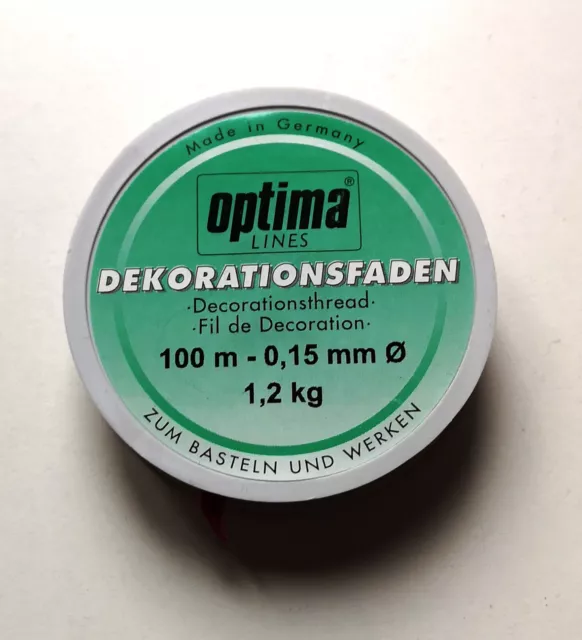 Made in Germany
optima®
LINES
DEKORATIONSFADEN
·Decorationsthread·
·Fil de Decoration·
100 m - 0,15 mm Ø
1,2 kg
ZUM BASTELN UND WERKEN